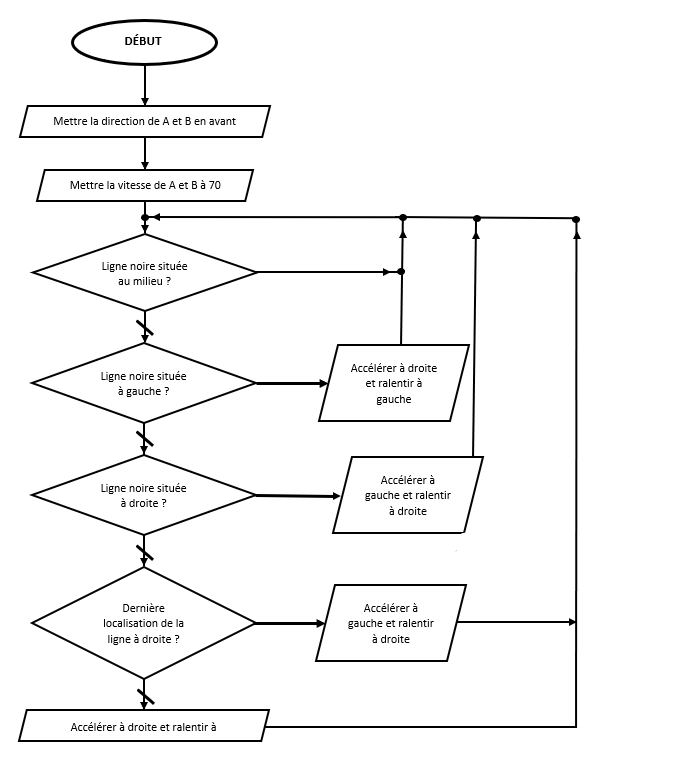 DÉBUT
Mettre la direction de A et B en avant
Mettre la vitesse de A et B à 70
Ligne noire située
au milieu ?
Ligne noire située
à gauche ?
Accélérer à droite
et ralentir à
gauche
Ligne noire située
à droite ?
Accélérer à
gauche et ralentir
à droite
Dernière
localisation de la
ligne à droite ?
Accélérer à
gauche et ralentir
à droite
Accélérer à droite et ralentir à